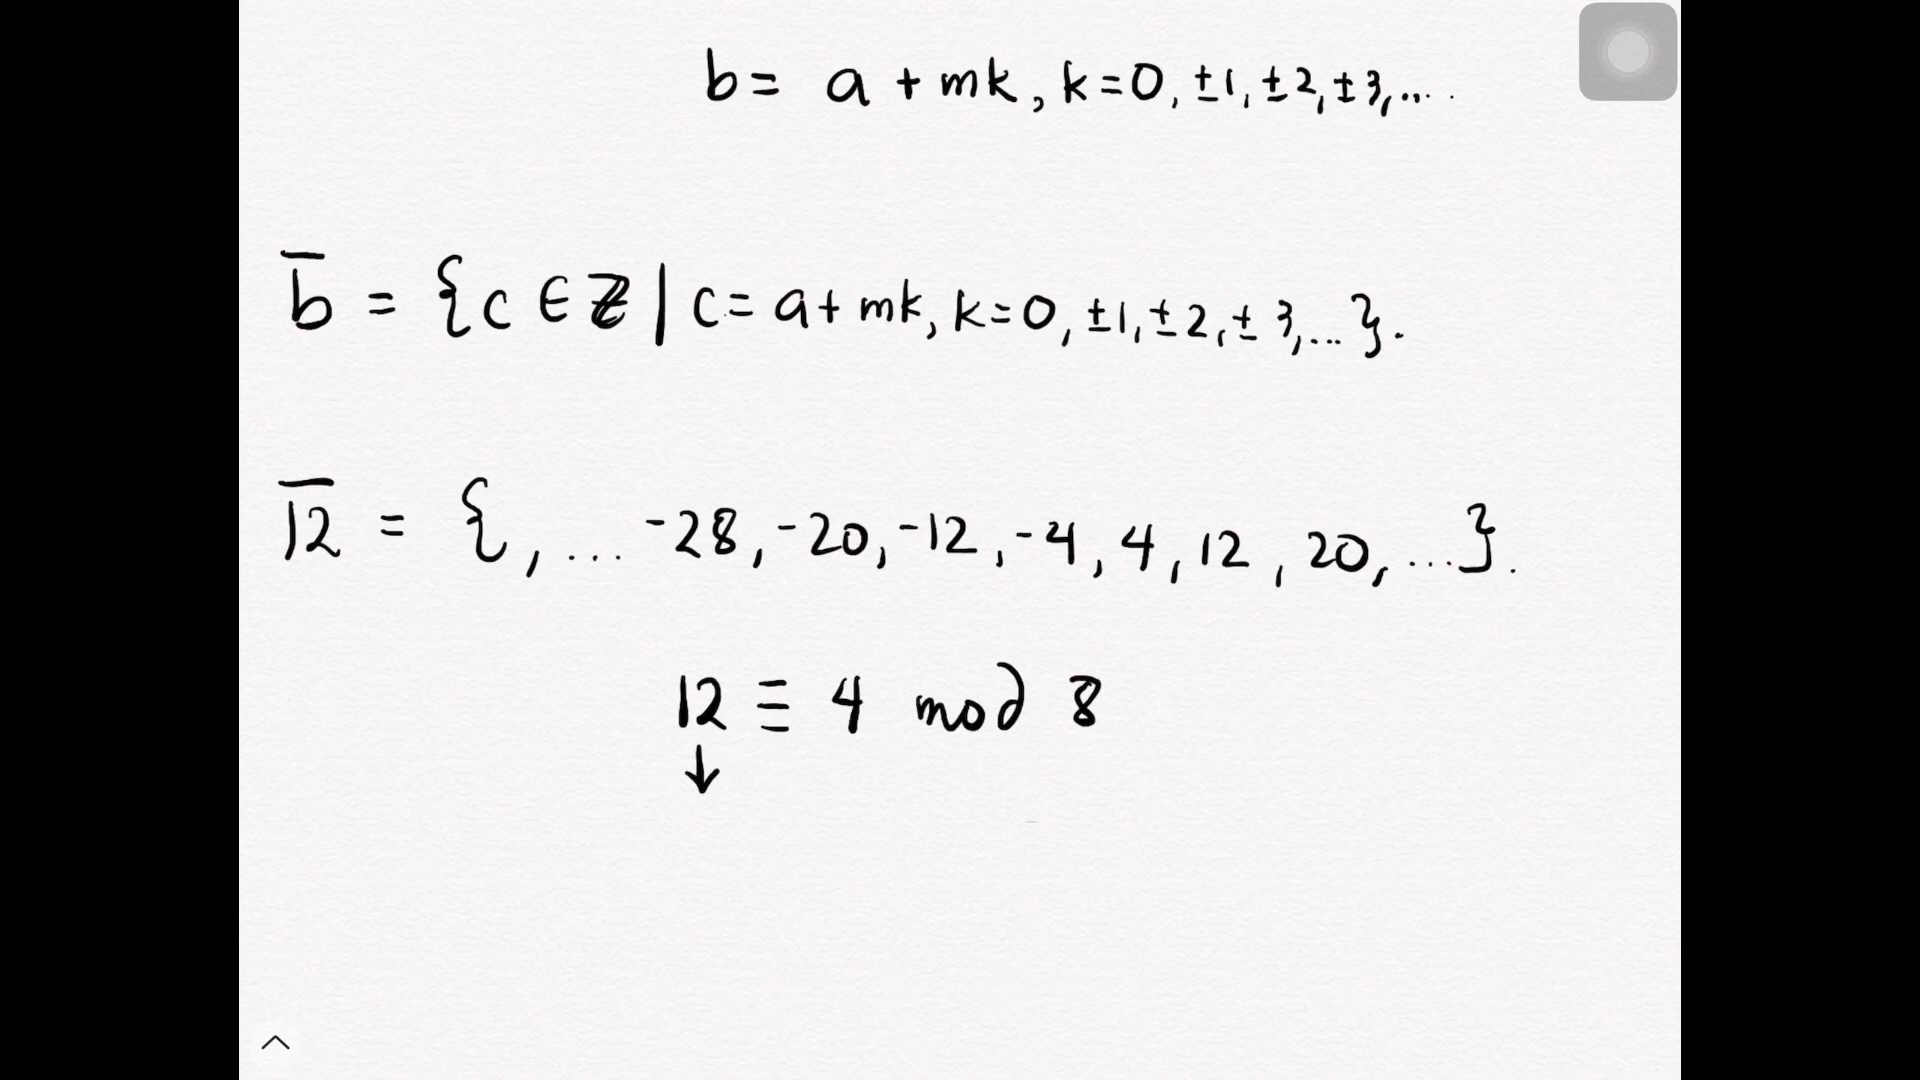 b = a + mk, k = 0, ±1, ±2, ±3, ....
b̅ = {c ∈ ℤ | c = a + mk, k = 0, ±1, ±2, ±3, ...}.
1̅2̅ = {, ... -28, -20, -12, -4, 4, 12, 20, ...}.
12 ≡ 4 mod 8
↓